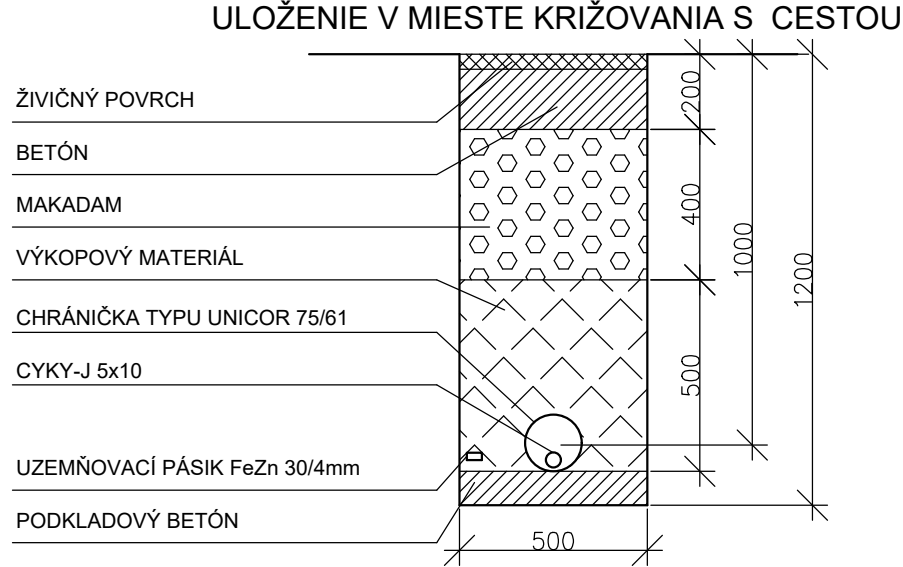 ULOŽENIE V MIESTE KRIŽOVANIA S CESTOU
ŽIVIČNÝ POVRCH
BETÓN
MAKADAM
VÝKOPOVÝ MATERIÁL
CHRÁNIČKA TYPU UNICOR 75/61
CYKY-J 5x10
UZEMŇOVACÍ PÁSIK FeZn 30/4mm
PODKLADOVÝ BETÓN
200
400
500
1000
1200
500